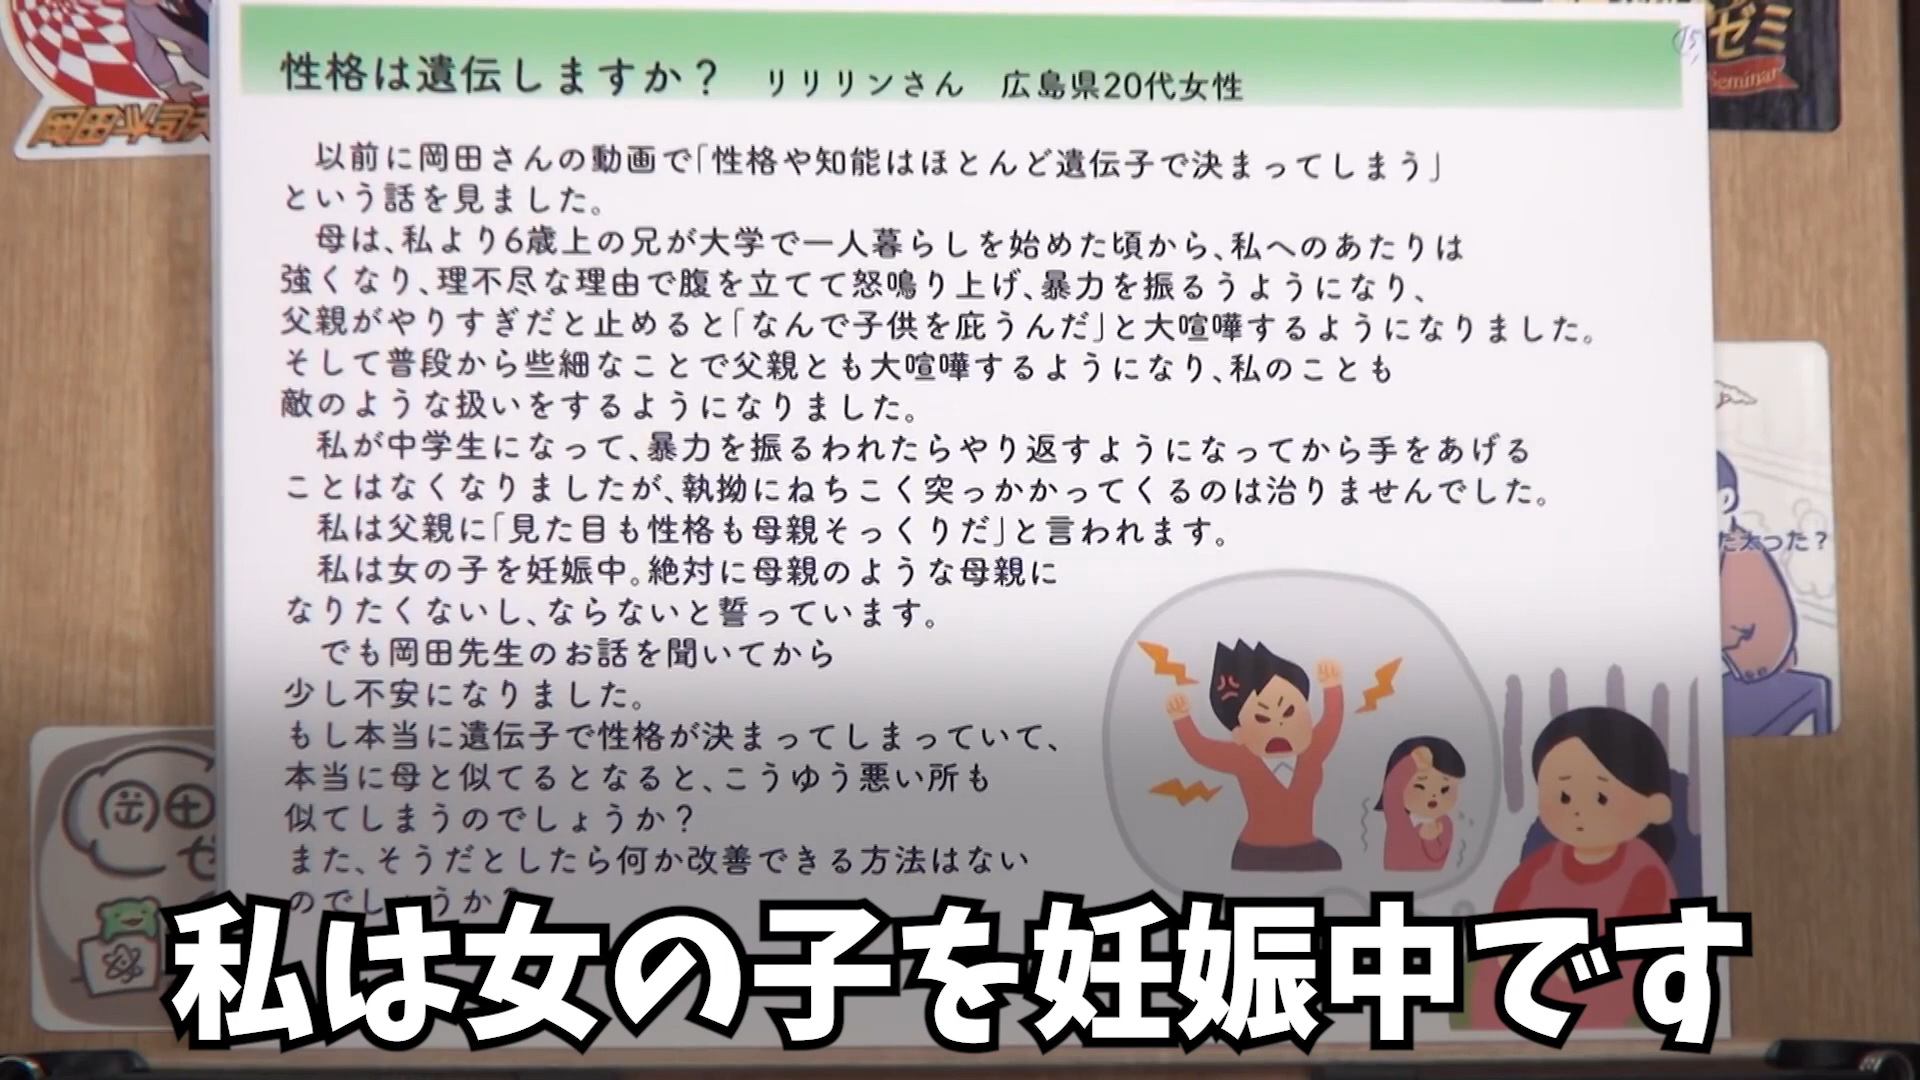 性格は遺伝しますか？ リリリンさん 広島県20代女性
以前に岡田さんの動画で「性格や知能はほとんど遺伝子で決まってしまう」
という話を見ました。
母は、私より6歳上の兄が大学で一人暮らしを始めた頃から、私へのあたりは
強くなり、理不尽な理由で腹を立てて怒鳴り上げ、暴力を振るうようになり、
父親がやりすぎだと止めると「なんで子供を庇うんだ」と大喧嘩するようになりました。
そして普段から些細なことで父親とも大喧嘩するようになり、私のことも
敵のような扱いをするようになりました。
私が中学生になって、暴力を振るわれたらやり返すようになってから手をあげる
ことはなくなりましたが、執拗にねちこく突っかかってくるのは治りませんでした。
私は父親に「見た目も性格も母親そっくりだ」と言われます。
私は女の子を妊娠中。絶対に母親のような母親に
なりたくないし、ならないと誓っています。
でも岡田先生のお話を聞いてから
少し不安になりました。
もし本当に遺伝子で性格が決まってしまっていて、
本当に母と似てるとなると、こうゆう悪い所も
似てしまうのでしょうか？
また、そうだとしたら何か改善できる方法はない
のでしょうか？
私は女の子を妊娠中です
岡田斗司
ゼミ
Seminar
15
た太った？
岡田
ゼ